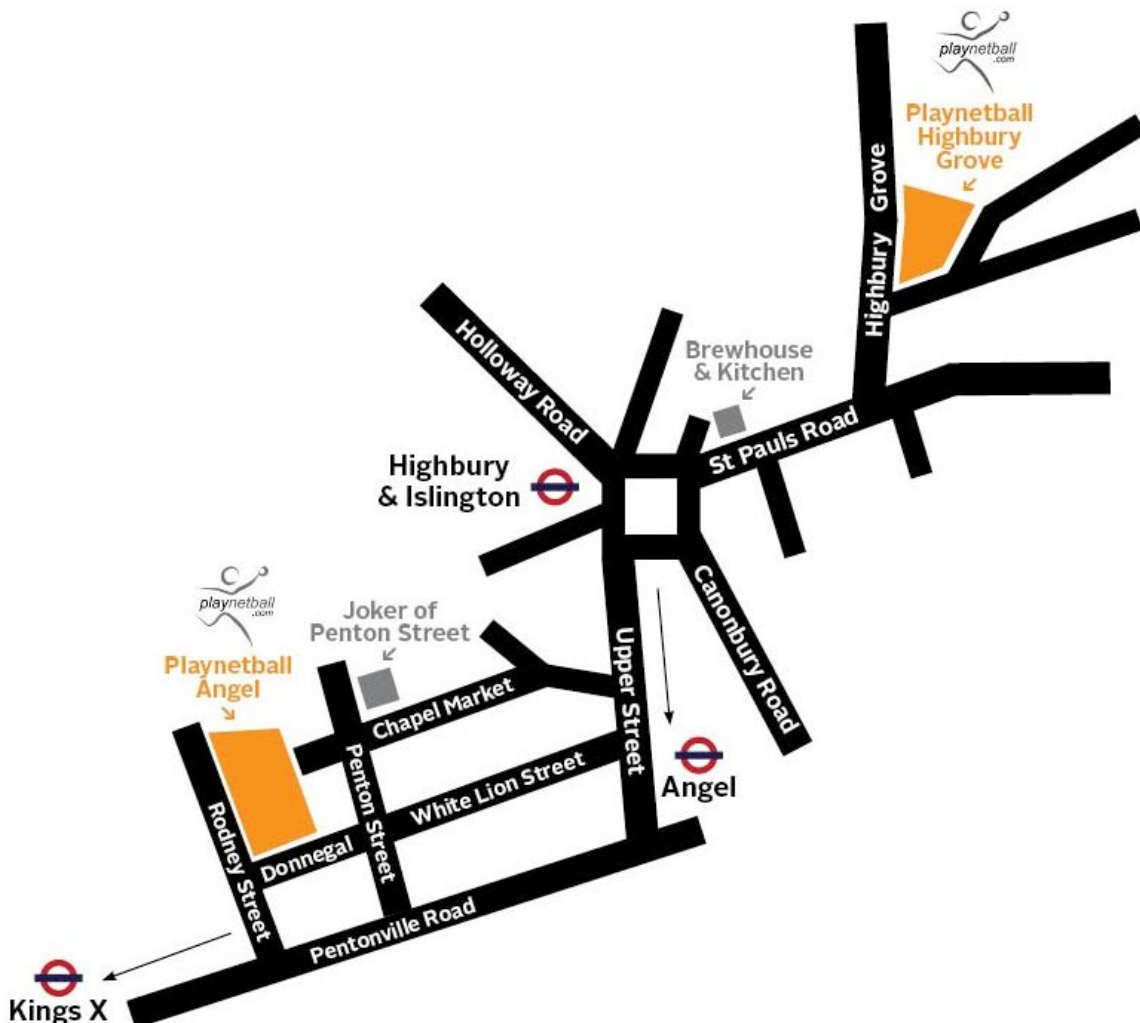 playnetball
.com
Playnetball
Highbury
Grove
Highbury Grove
Holloway Road
Brewhouse
& Kitchen
St Pauls Road
Highbury
& Islington
Canonbury Road
playnetball
.com
Joker of
Penton Street
Playnetball
Angel
Upper Street
Chapel Market
Penton Street
White Lion Street
Angel
Rodney Street
Donnegal
Pentonville Road
Kings X